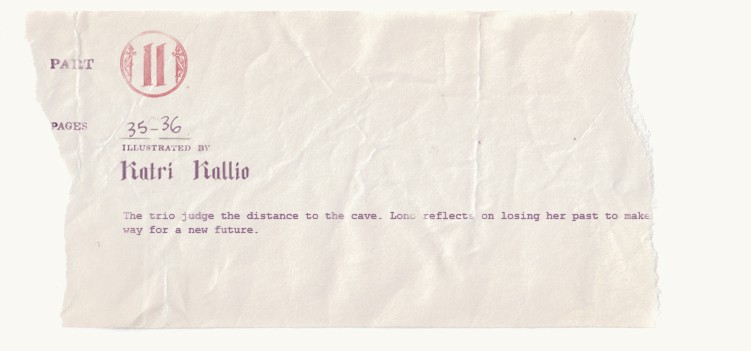 PART 11
PAGES 35-36
ILLUSTRATED BY
Katri Kallio
The trio judge the distance to the cave. Lono reflects on losing her past to make
way for a new future.